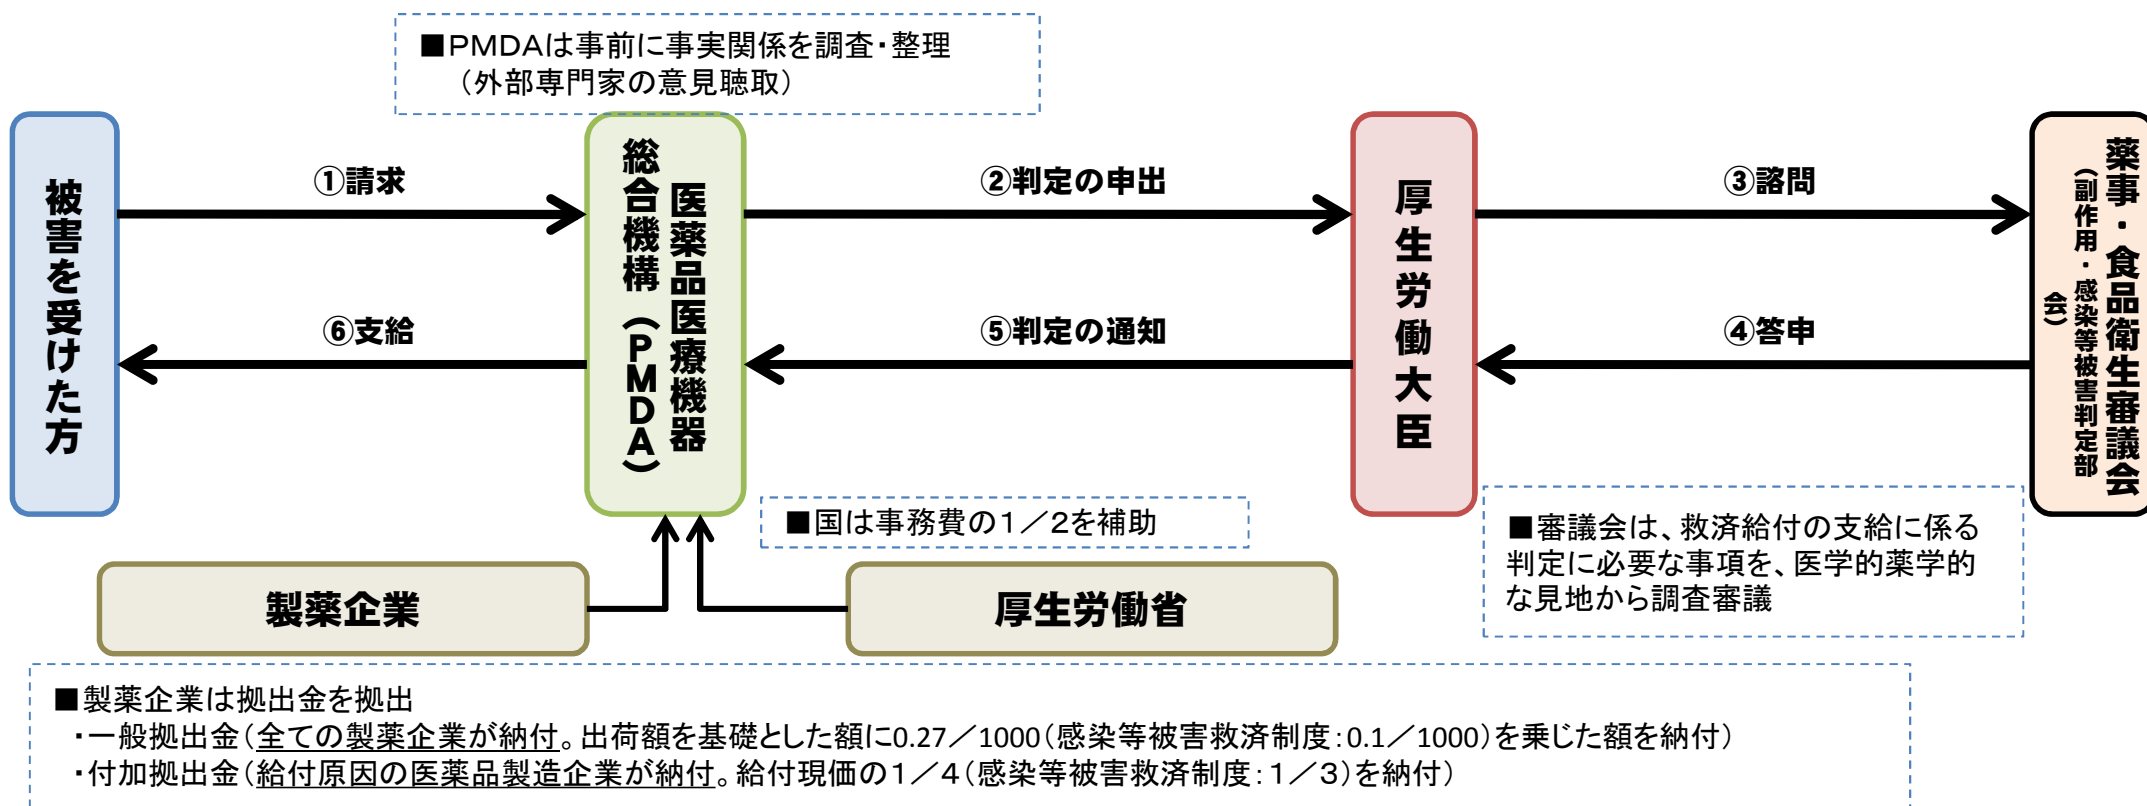 ■PMDAは事前に事実関係を調査・整理
（外部専門家の意見聴取）
被害を受けた方
①請求
⑥支給
医薬品医療機器
総合機構（PMDA）
②判定の申出
⑤判定の通知
厚生労働大臣
③諮問
④答申
薬事・食品衛生審議会
（副作用・感染等被害判定部
会）
■国は事務費の１／２を補助
■審議会は、救済給付の支給に係る
判定に必要な事項を、医学的薬学的
な見地から調査審議
製薬企業
厚生労働省
■製薬企業は拠出金を拠出
・一般拠出金（全ての製薬企業が納付。出荷額を基礎とした額に0.27／1000（感染等被害救済制度：0.1／1000）を乗じた額を納付）
・付加拠出金（給付原因の医薬品製造企業が納付。給付現価の１／４（感染等被害救済制度：１／３）を納付）